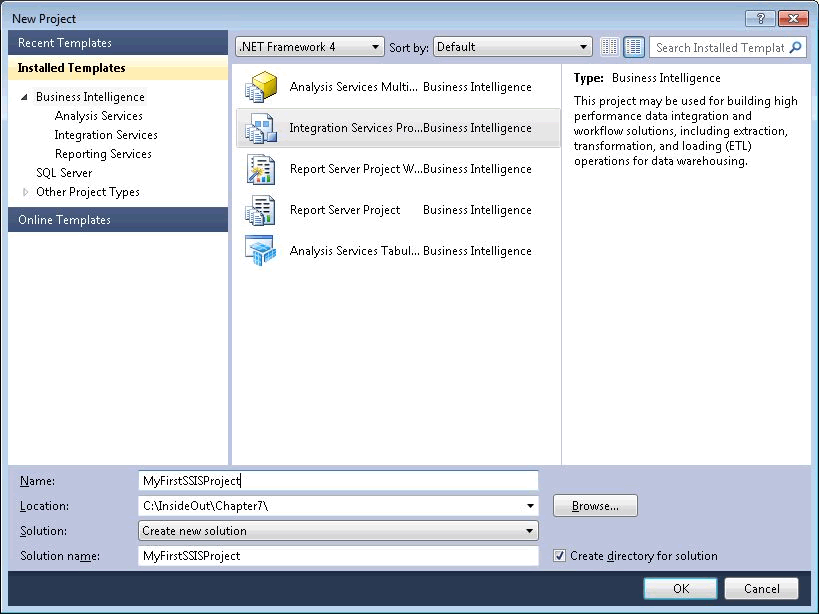 New Project
?
Recent Templates
.NET Framework 4
Sort by:
Default
Search Installed Templat
Installed Templates
Business Intelligence
Analysis Services
Integration Services
Reporting Services
SQL Server
Other Project Types
Online Templates
Analysis Services Multi... Business Intelligence
Integration Services Pro...Business Intelligence
Report Server Project W...Business Intelligence
Report Server Project Business Intelligence
Analysis Services Tabul... Business Intelligence
Type: Business Intelligence
This project may be used for building high
performance data integration and
workflow solutions, including extraction,
transformation, and loading (ETL)
operations for data warehousing.
Name: MyFirstSSISProject
Location: C:\InsideOut\Chapter7\
Browse...
Solution: Create new solution
Solution name: MyFirstSSISProject
Create directory for solution
OK
Cancel